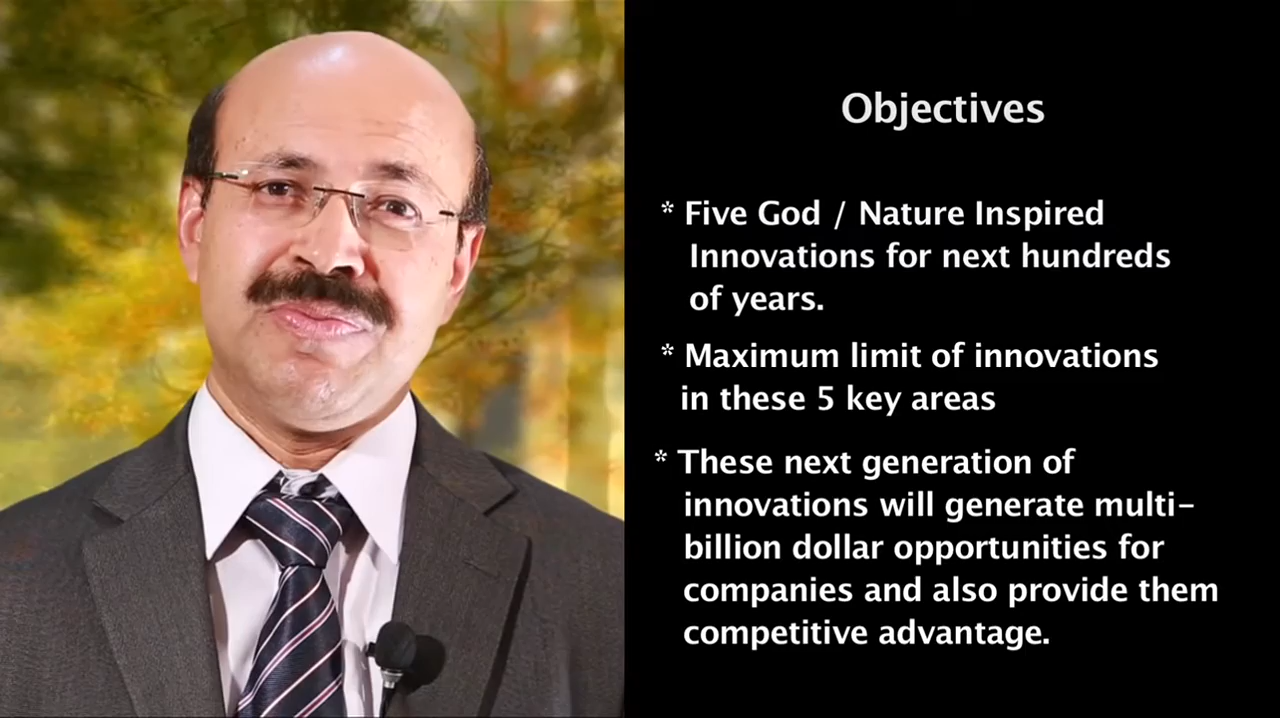 Objectives
* Five God / Nature Inspired
Innovations for next hundreds
of years.
* Maximum limit of innovations
in these 5 key areas
* These next generation of
innovations will generate multi-
billion dollar opportunities for
companies and also provide them
competitive advantage.